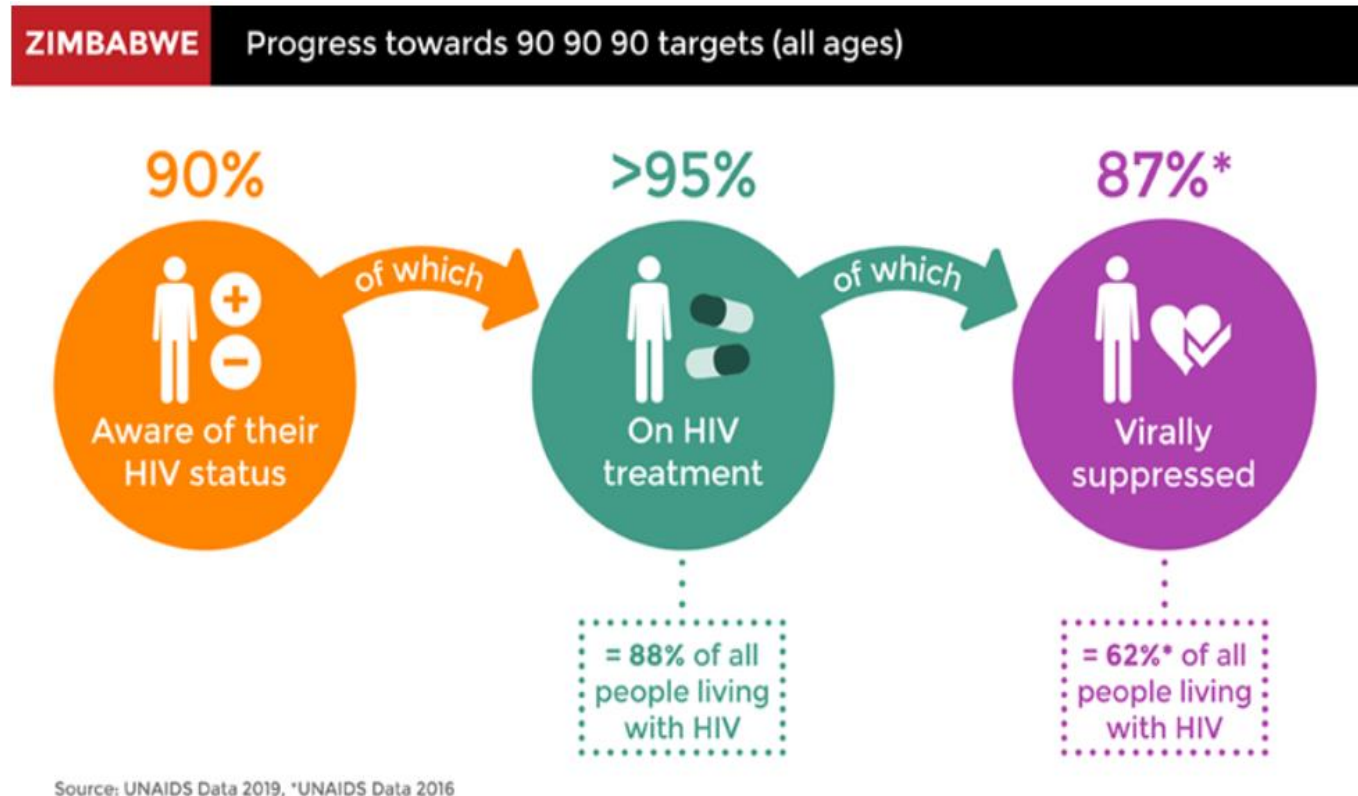 ZIMBABWE Progress towards 90 90 90 targets (all ages)
90%
>95%
87%*
of which
of which
Aware of their
HIV status
On HIV
treatment
Virally
suppressed
= 88% of all
people living
with HIV
= 62%* of all
people living
with HIV
Source: UNAIDS Data 2019, *UNAIDS Data 2016